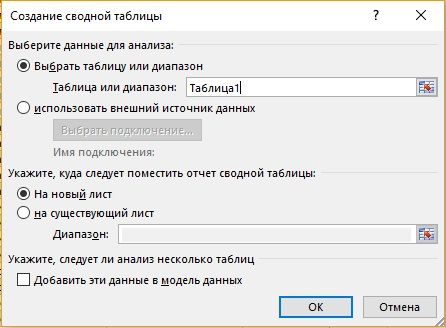 Создание сводной таблицы
Выберите данные для анализа:
Выбрать таблицу или диапазон
Таблица или диапазон: Таблица1
использовать внешний источник данных
Выбрать подключение...
Имя подключения:
Укажите, куда следует поместить отчет сводной таблицы:
На новый лист
на существующий лист
Диапазон:
Укажите, следует ли анализ несколько таблиц
Добавить эти данные в модель данных
ОК Отмена